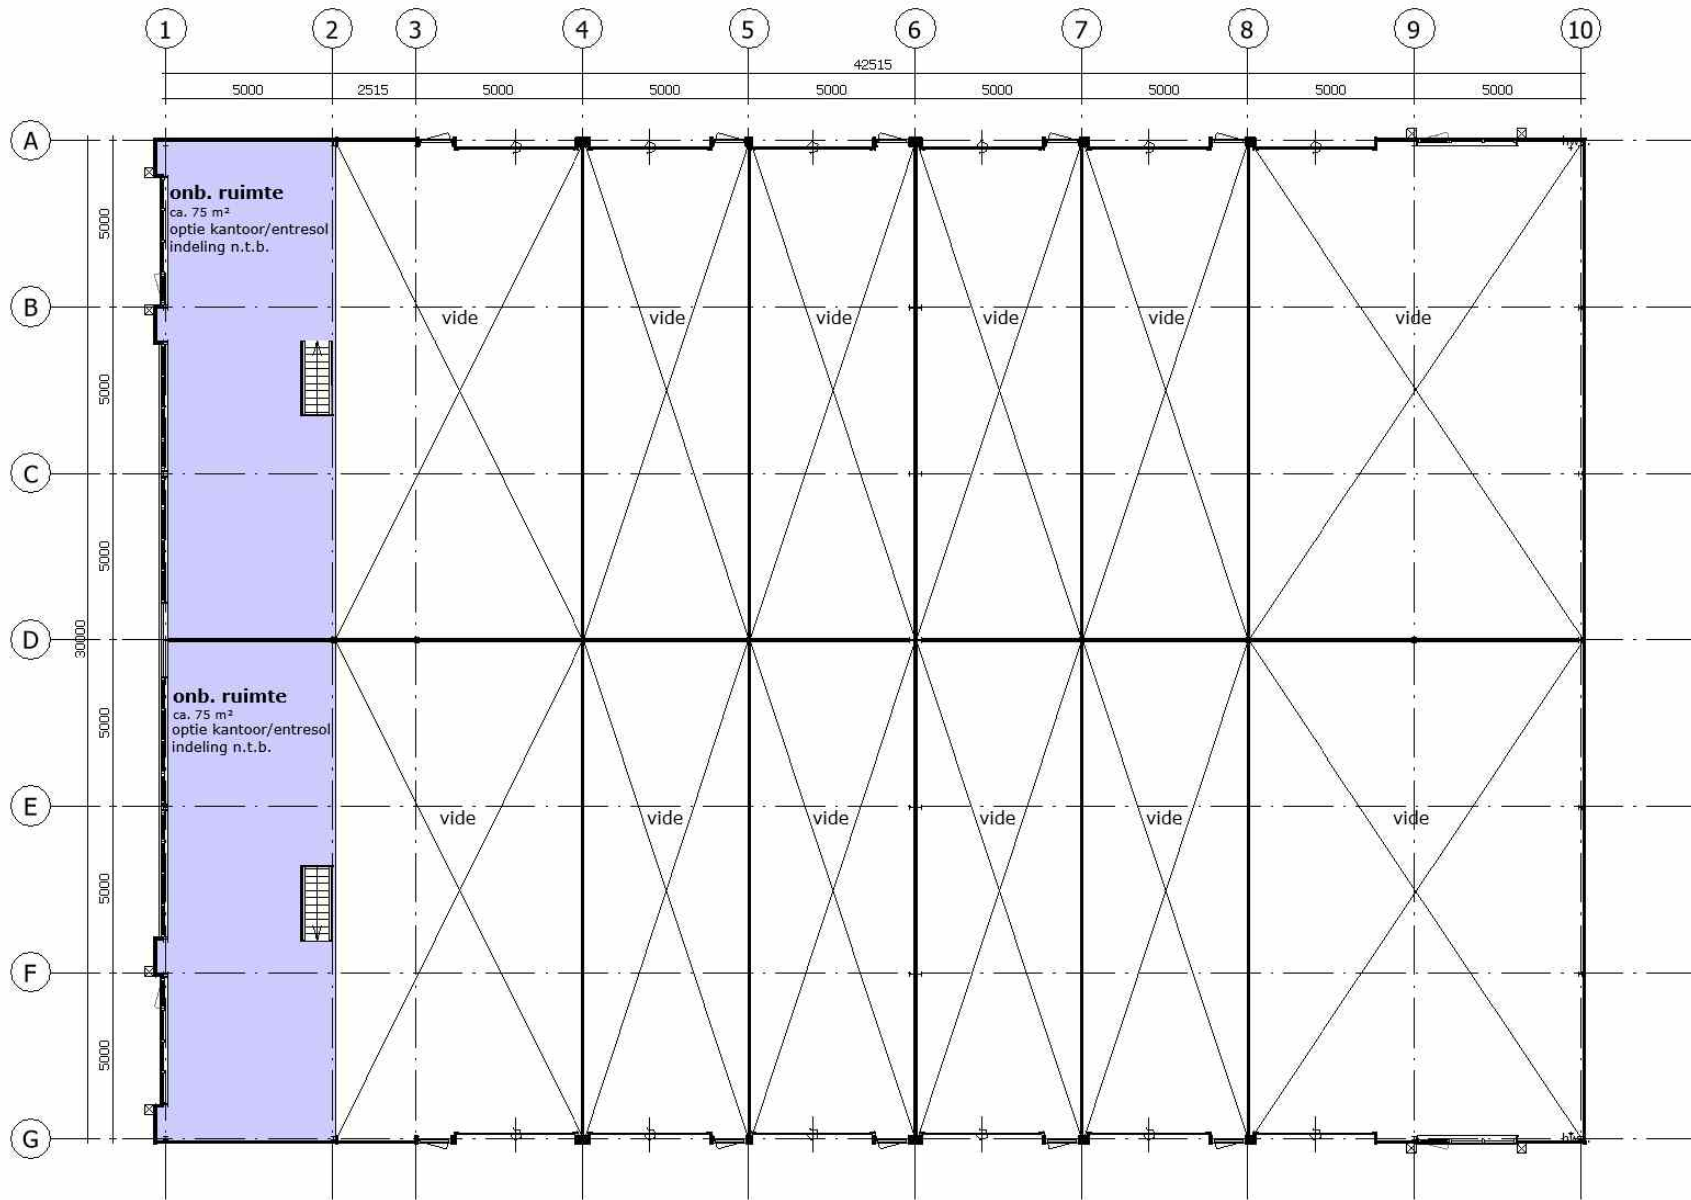 1 2 3 4 5 6 7 8 9 10
42515
5000 2515 5000 5000 5000 5000 5000 5000 5000
A
onb. ruimte
ca. 75 m²
optie kantoor/entresol
indeling n.t.b.
5000
B
vide vide vide vide vide vide
5000
C
5000
D
30000
onb. ruimte
ca. 75 m²
optie kantoor/entresol
indeling n.t.b.
5000
E
vide vide vide vide vide vide
5000
F
5000
G